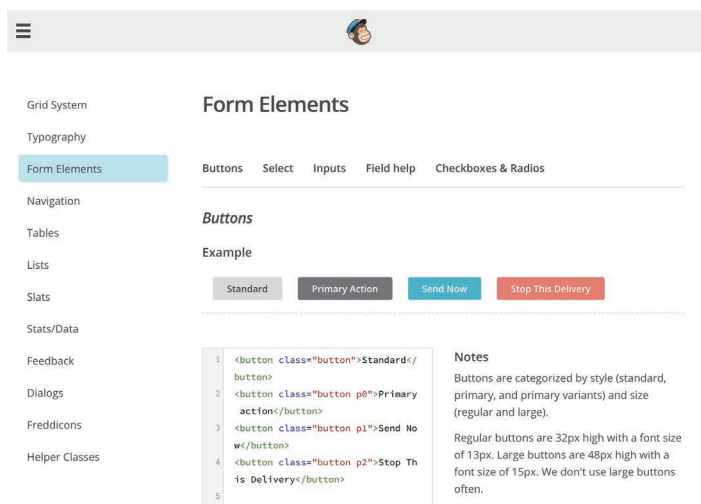 Grid System
Typography
Form Elements
Navigation
Tables
Lists
Slats
Stats/Data
Feedback
Dialogs
Freddicons
Helper Classes
Form Elements
Buttons Select Inputs Field help Checkboxes & Radios
Buttons
Example
Standard Primary Action Send Now Stop This Delivery
1 <button class="button">Standard</
button>
2 <button class="button p0">Primary
action</button>
3 <button class="button p1">Send No
w</button>
4 <button class="button p2">Stop Th
is Delivery</button>
5
Notes
Buttons are categorized by style (standard,
primary, and primary variants) and size
(regular and large).
Regular buttons are 32px high with a font size
of 13px. Large buttons are 48px high with a
font size of 15px. We don't use large buttons
often.